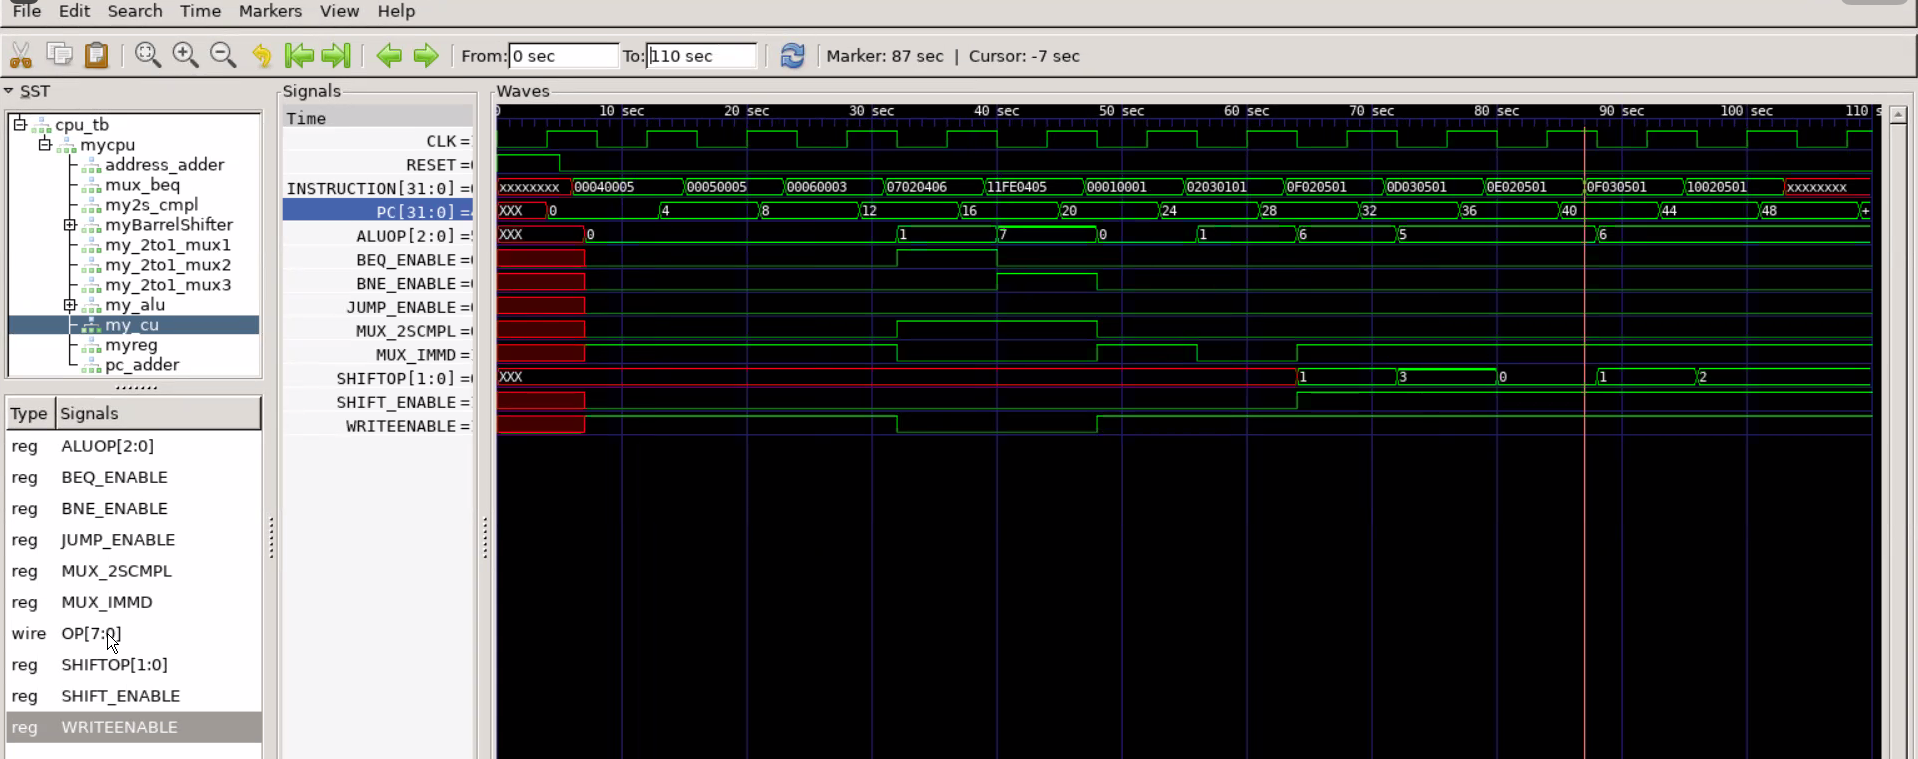 File Edit Search Time Markers View Help
From: 0 sec To: 110 sec Marker: 87 sec | Cursor: -7 sec
SST
cpu_tb
mycpu
address_adder
mux_beq
my2s_cmpl
myBarrelShifter
my_2to1_mux1
my_2to1_mux2
my_2to1_mux3
my_alu
my_cu
myreg
pc_adder
Type Signals
reg ALUOP[2:0]
reg BEQ_ENABLE
reg BNE_ENABLE
reg JUMP_ENABLE
reg MUX_2SCMPL
reg MUX_IMMD
wire OP[7:0]
reg SHIFTOP[1:0]
reg SHIFT_ENABLE
reg WRITEENABLE
Signals
Time
CLK =
RESET =
INSTRUCTION[31:0] =
PC[31:0] =
ALUOP[2:0] =
BEQ_ENABLE =
BNE_ENABLE =
JUMP_ENABLE =
MUX_2SCMPL =
MUX_IMMD =
SHIFTOP[1:0] =
SHIFT_ENABLE =
WRITEENABLE =
Waves
0 10 sec 20 sec 30 sec 40 sec 50 sec 60 sec 70 sec 80 sec 90 sec 100 sec 110 s
xxxxxxxx 00040005 00050005 00060003 07020406 11FE0405 00010001 02030101 0F020501 0D030501 0E020501 0F030501 10020501 xxxxxxxx
XXX 0 4 8 12 16 20 24 28 32 36 40 44 48 +
XXX 0 1 7 0 1 6 5 6
XXX 1 3 0 1 2